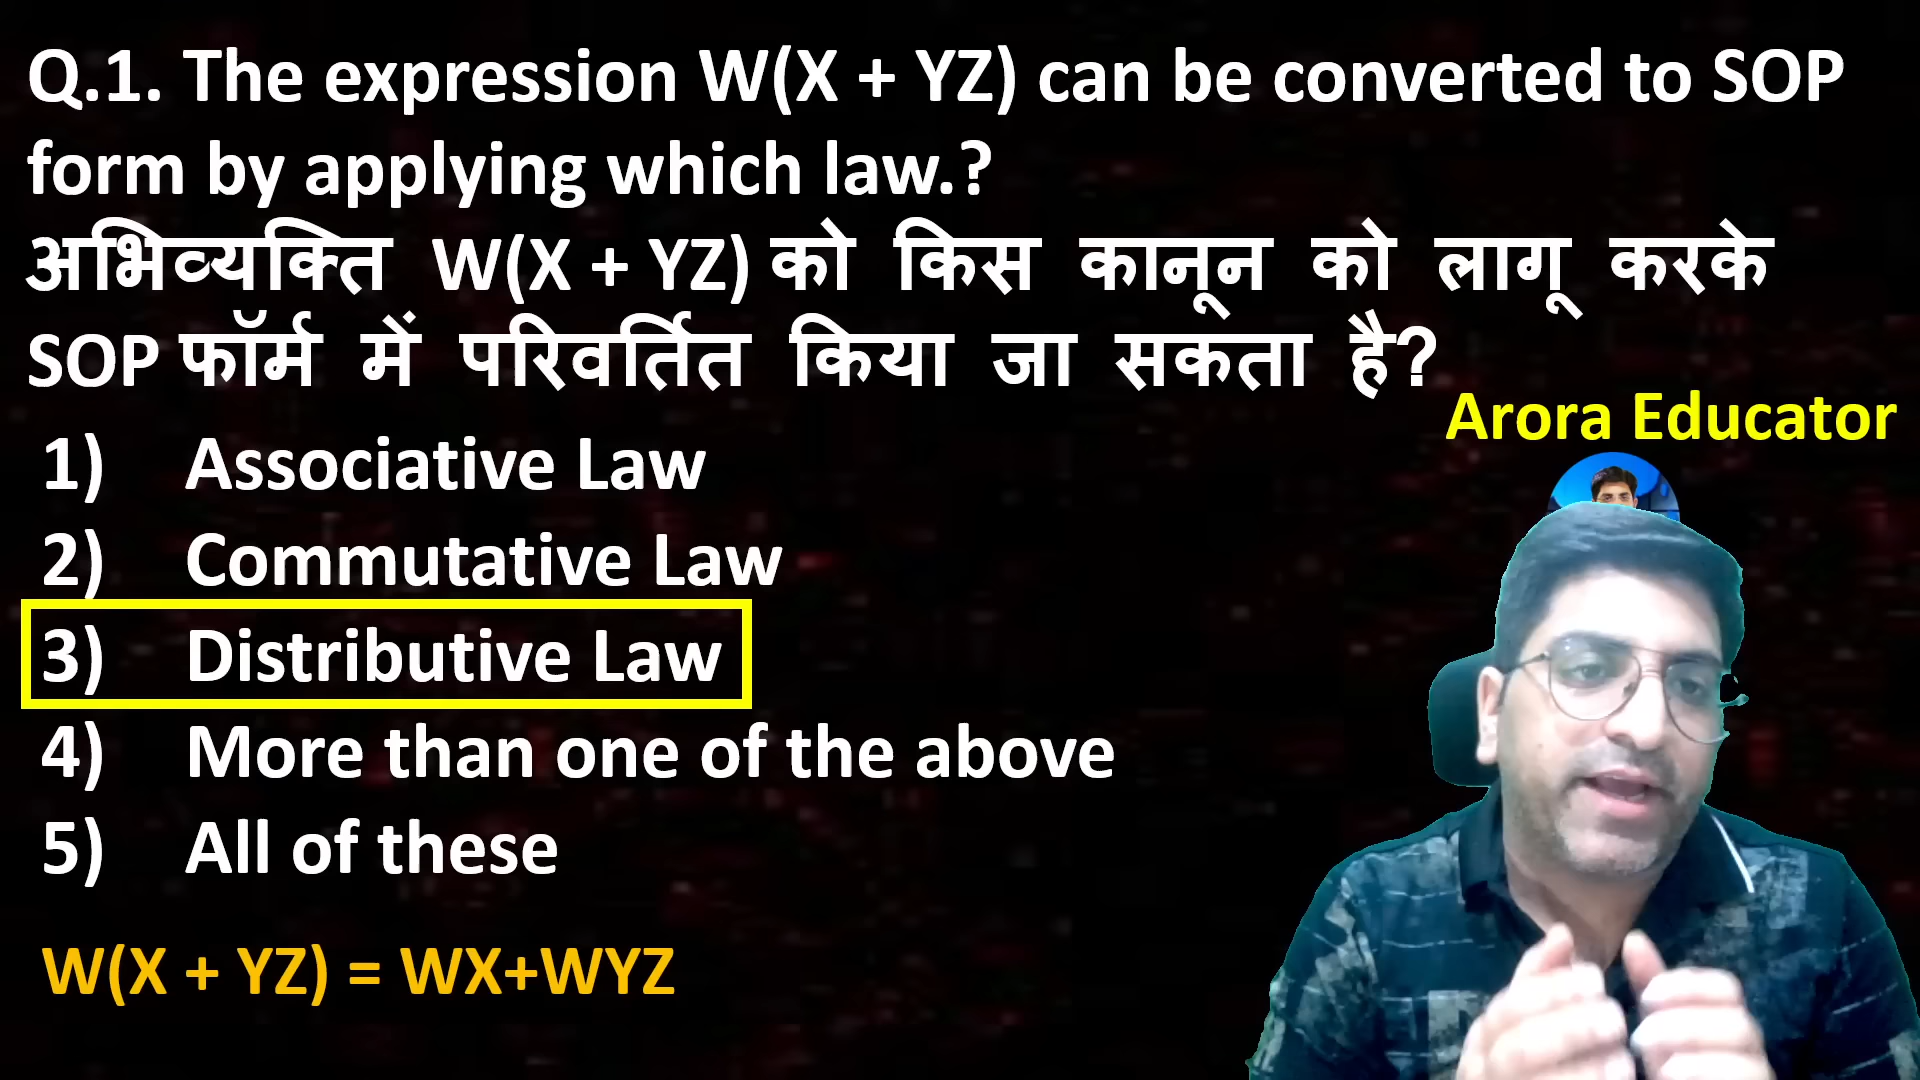 Q.1. The expression W(X + YZ) can be converted to SOP
form by applying which law.?
अभिव्यक्ति W(X + YZ) को किस कानून को लागू करके
SOP फॉर्म में परिवर्तित किया जा सकता है?
Arora Educator
1) Associative Law
2) Commutative Law
3) Distributive Law
4) More than one of the above
5) All of these
W(X + YZ) = WX+WYZ